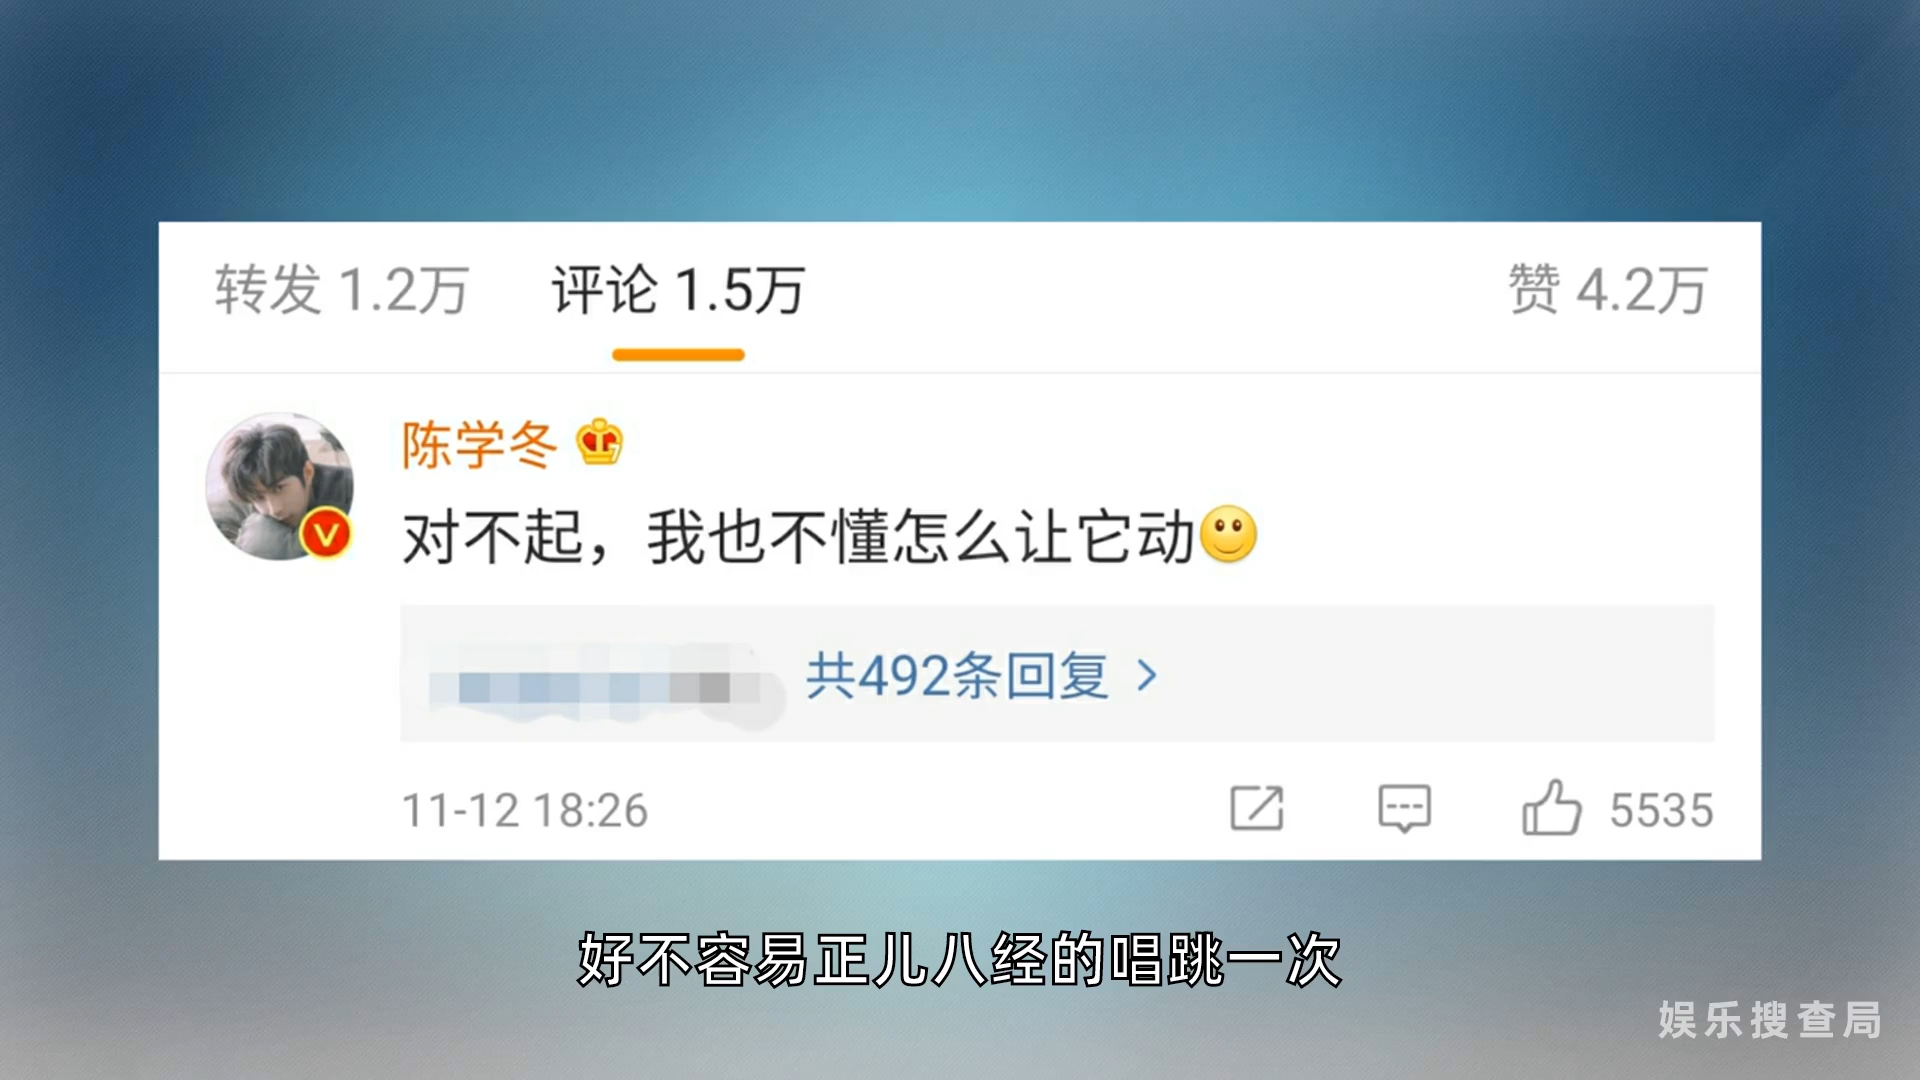 转发 1.2万 评论 1.5万 赞 4.2万
陈学冬
对不起，我也不懂怎么让它动
共492条回复 >
11-12 18:26 5535
好不容易正儿八经的唱跳一次
娱乐搜查局